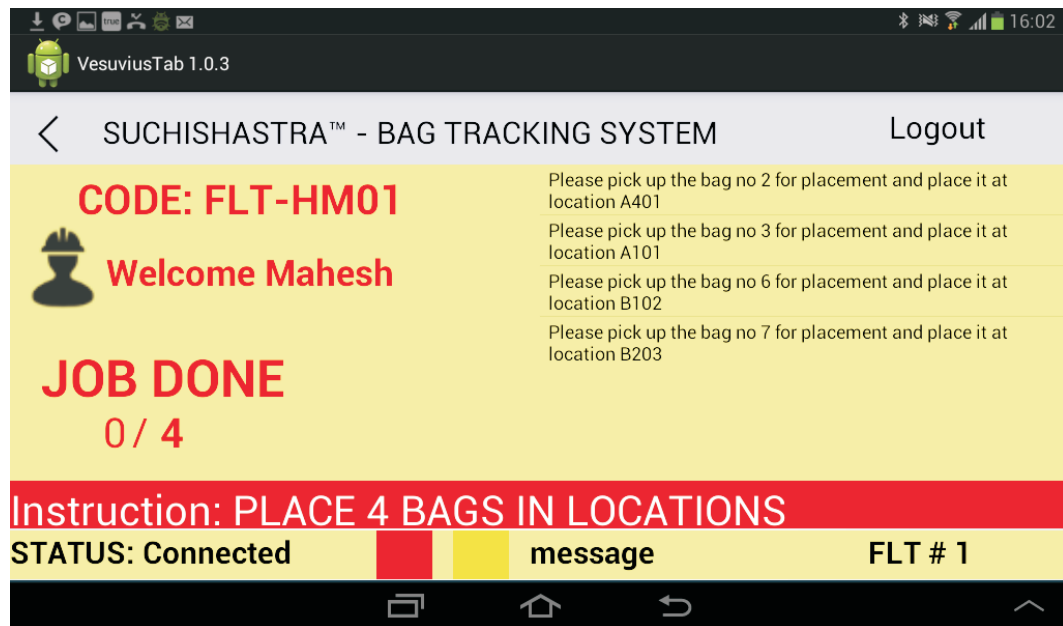 true 16:02
VesuviusTab 1.0.3
SUCHISHASTRA™ - BAG TRACKING SYSTEM Logout
CODE: FLT-HM01
Welcome Mahesh
JOB DONE
0 / 4
Please pick up the bag no 2 for placement and place it at
location A401
Please pick up the bag no 3 for placement and place it at
location A101
Please pick up the bag no 6 for placement and place it at
location B102
Please pick up the bag no 7 for placement and place it at
location B203
Instruction: PLACE 4 BAGS IN LOCATIONS
STATUS: Connected message FLT # 1